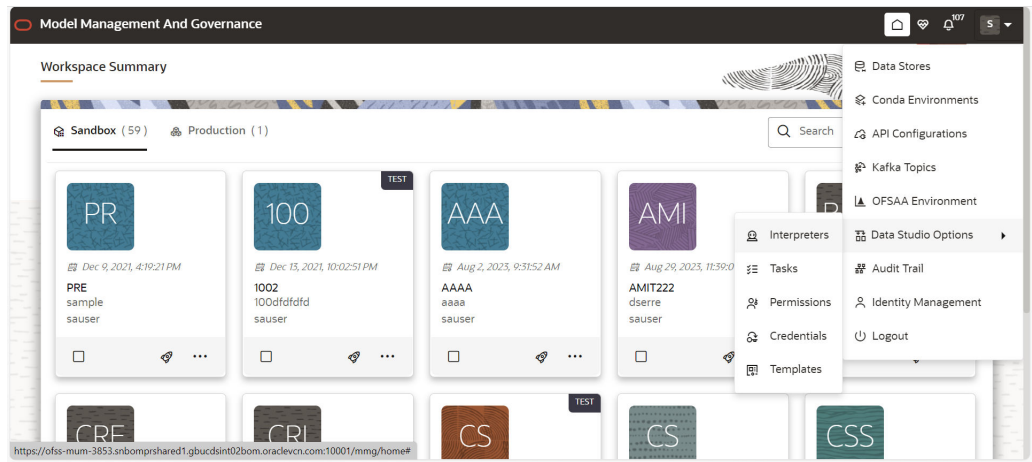 Model Management And Governance
107
S
Workspace Summary
Data Stores
Conda Environments
API Configurations
Kafka Topics
OFSAA Environment
Data Studio Options
Audit Trail
Identity Management
Logout
Interpreters
Tasks
Permissions
Credentials
Templates
Sandbox (59)
Production (1)
Search
PR
Dec 9, 2021, 4:19:21 PM
PRE
sample
sauser
TEST
100
Dec 13, 2021, 10:02:51 PM
1002
100dfdfdfd
sauser
AAA
Aug 2, 2023, 9:31:52 AM
AAAA
aaaa
sauser
AMI
Aug 29, 2023, 11:39:0
AMIT222
dserre
sauser
CRE
CRI
TEST
CS
CS
CSS
https://ofss-mum-3853.snbomprshared1.gbucdsint02bom.oraclevcn.com:10001/mmg/home#